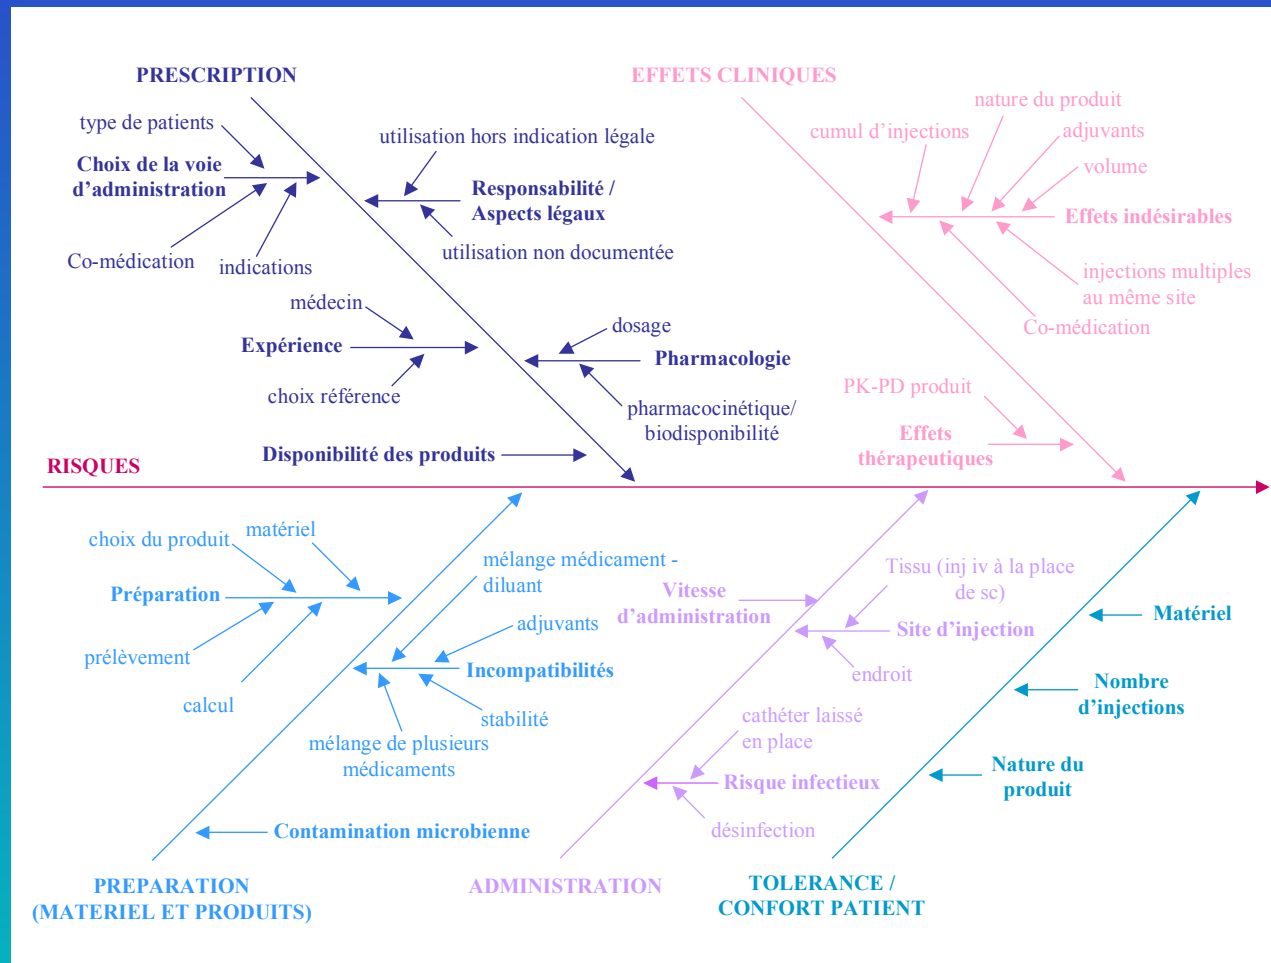 PRESCRIPTION
type de patients
Choix de la voie
d’administration
Co-médication
indications
utilisation hors indication légale
Responsabilité /
Aspects légaux
utilisation non documentée
médecin
Expérience
choix référence
dosage
Pharmacologie
pharmacocinétique/
biodisponibilité
Disponibilité des produits
EFFETS CLINIQUES
nature du produit
cumul d’injections
adjuvants
volume
Effets indésirables
injections multiples
au même site
Co-médication
PK-PD produit
Effets
thérapeutiques
RISQUES
choix du produit
matériel
Préparation
prélèvement
calcul
mélange médicament -
diluant
adjuvants
Incompatibilités
stabilité
mélange de plusieurs
médicaments
Contamination microbienne
PREPARATION
(MATERIEL ET PRODUITS)
Vitesse
d’administration
Tissu (inj iv à la place
de sc)
Site d’injection
endroit
cathéter laissé
en place
Risque infectieux
désinfection
ADMINISTRATION
Matériel
Nombre
d’injections
Nature du
produit
TOLERANCE /
CONFORT PATIENT